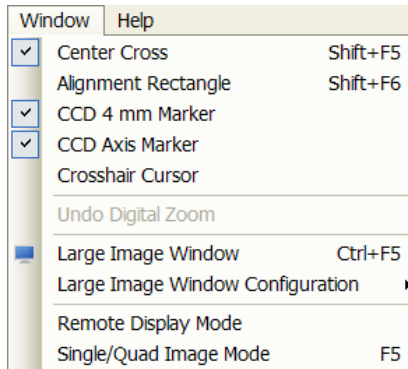 Window Help
Center Cross Shift+F5
Alignment Rectangle Shift+F6
CCD 4 mm Marker
CCD Axis Marker
Crosshair Cursor
Undo Digital Zoom
Large Image Window Ctrl+F5
Large Image Window Configuration
Remote Display Mode
Single/Quad Image Mode F5